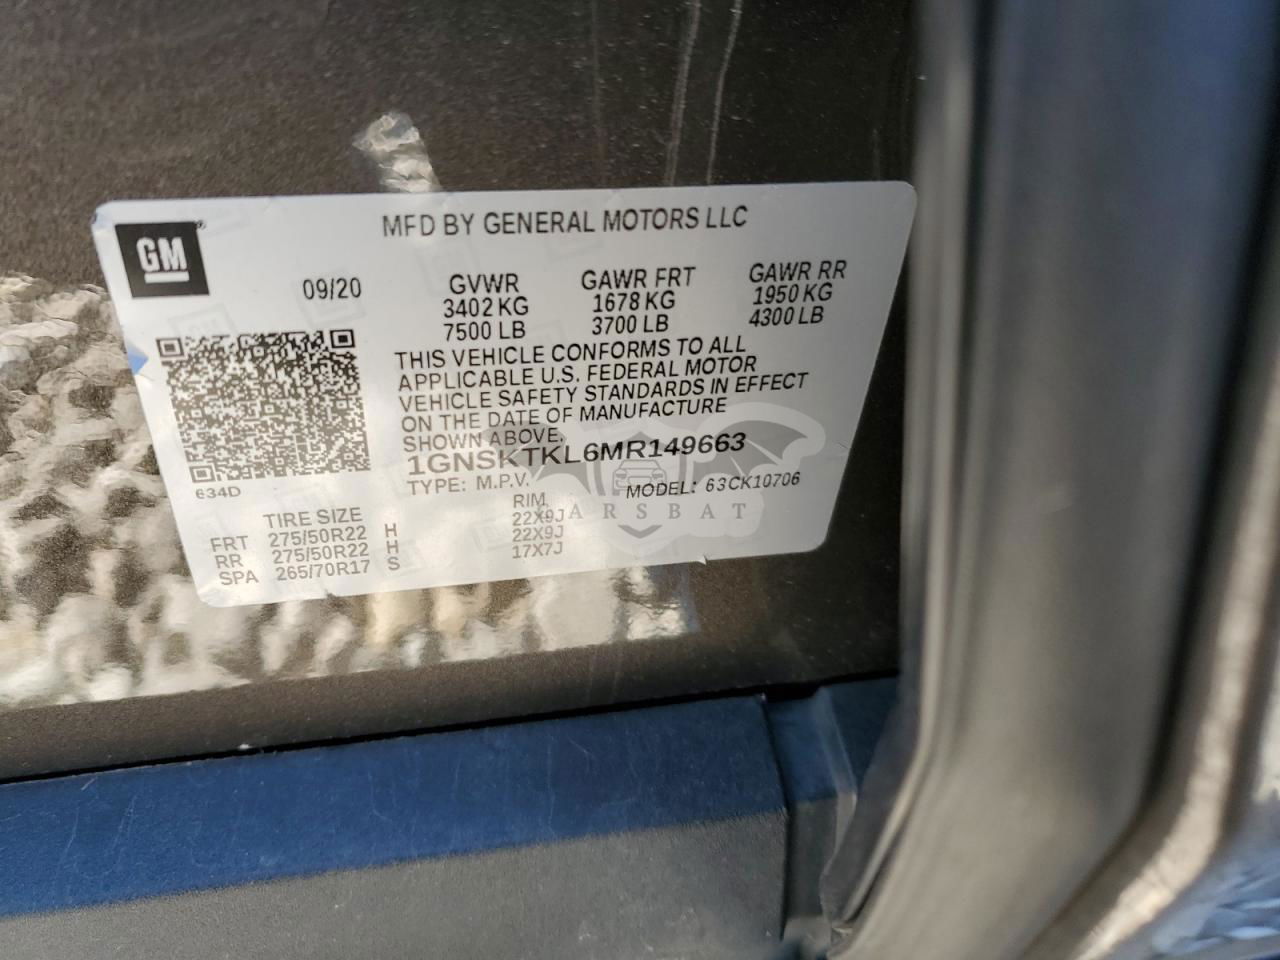 MFD BY GENERAL MOTORS LLC
GM
09/20
GVWR GAWR FRT GAWR RR
3402 KG 1678 KG 1950 KG
7500 LB 3700 LB 4300 LB
THIS VEHICLE CONFORMS TO ALL
APPLICABLE U.S. FEDERAL MOTOR
VEHICLE SAFETY STANDARDS IN EFFECT
ON THE DATE OF MANUFACTURE
SHOWN ABOVE.
1GNSKTKL6MR149663
TYPE: M.P.V. MODEL: 63CK10706
634D
TIRE SIZE RIM
FRT 275/50R22 H 22X9J
RR 275/50R22 H 22X9J
SPA 265/70R17 S 17X7J
CARSBAT